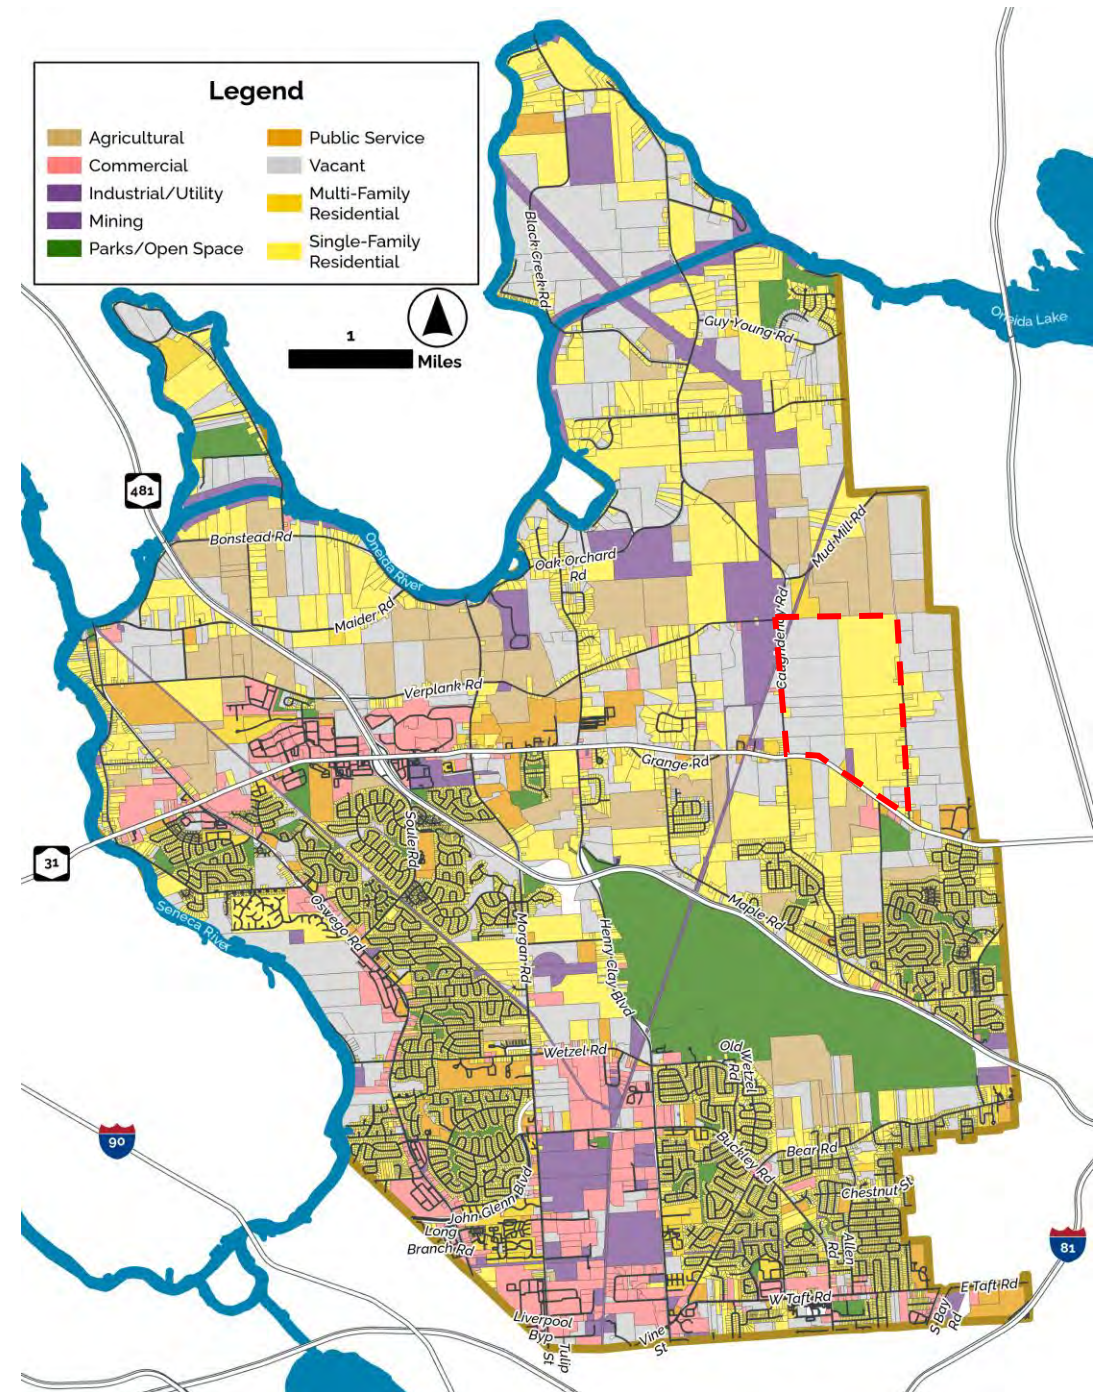 Legend
Agricultural
Commercial
Industrial/Utility
Mining
Parks/Open Space
Public Service
Vacant
Multi-Family
Residential
Single-Family
Residential
1
Miles
Black Creek Rd
Guy Young Rd
Oneida Lake
481
Bonstead Rd
Oneida River
Oak Orchard
Rd
Mud Mill Rd
Maider Rd
Caughdenoy Rd
Verplank Rd
Grange Rd
31
Soule Rd
Oswego Rd
Seneca River
Morgan Rd
Henry Clay Blvd
Maple Rd
Wetzel Rd
Old Wetzel
Rd
90
Buckley Rd
Bear Rd
Chestnut St
John Glenn Blvd
Long
Branch Rd
Allen
Rd
81
W Taft Rd
E Taft Rd
S Bay
Rd
Liverpool
Byp
Tulip
St
Vine
St